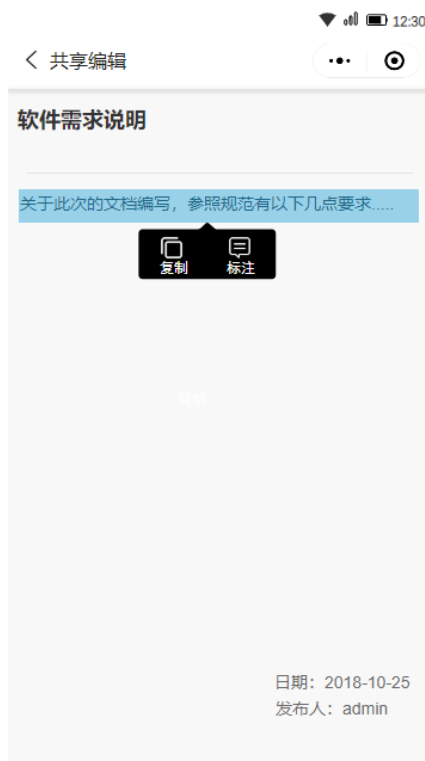 12:30
共享编辑
软件需求说明
关于此次的文档编写，参照规范有以下几点要求.....
复制 标注
日期：2018-10-25
发布人：admin